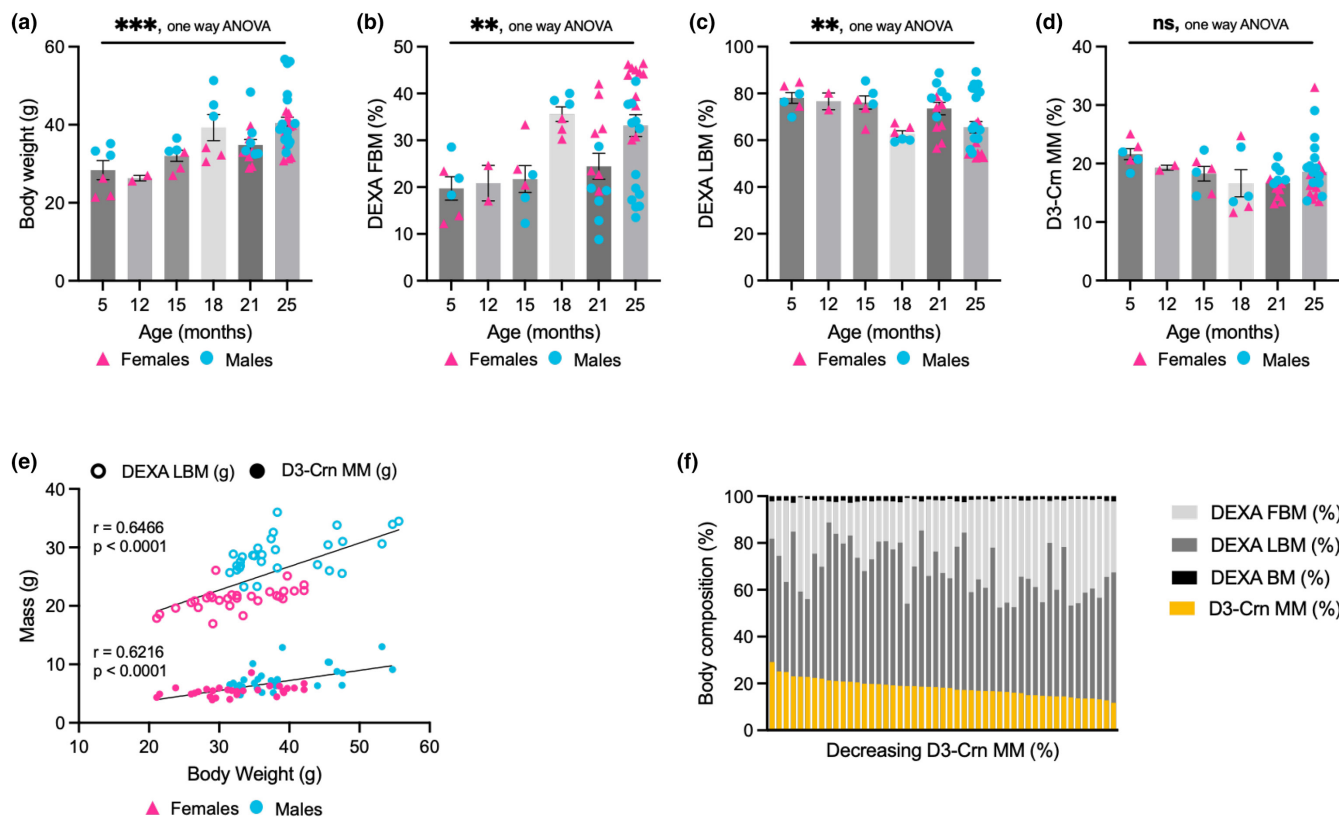 (a)
***, one way ANOVA
Body weight (g)
60
40
20
0
5 12 15 18 21 25
Age (months)
Females Males
(b)
**, one way ANOVA
DEXA FBM (%)
50
40
30
20
10
0
5 12 15 18 21 25
Age (months)
Females Males
(c)
**, one way ANOVA
DEXA LBM (%)
100
80
60
40
20
0
5 12 15 18 21 25
Age (months)
Females Males
(d)
ns, one way ANOVA
D3-Crn MM (%)
40
30
20
10
0
5 12 15 18 21 25
Age (months)
Females Males
(e)
DEXA LBM (g) D3-Crn MM (g)
Mass (g)
40
30
20
10
0
r = 0.6466
p < 0.0001
r = 0.6216
p < 0.0001
10 20 30 40 50 60
Body Weight (g)
Females Males
(f)
Body composition (%)
100
80
60
40
20
0
Decreasing D3-Crn MM (%)
DEXA FBM (%)
DEXA LBM (%)
DEXA BM (%)
D3-Crn MM (%)